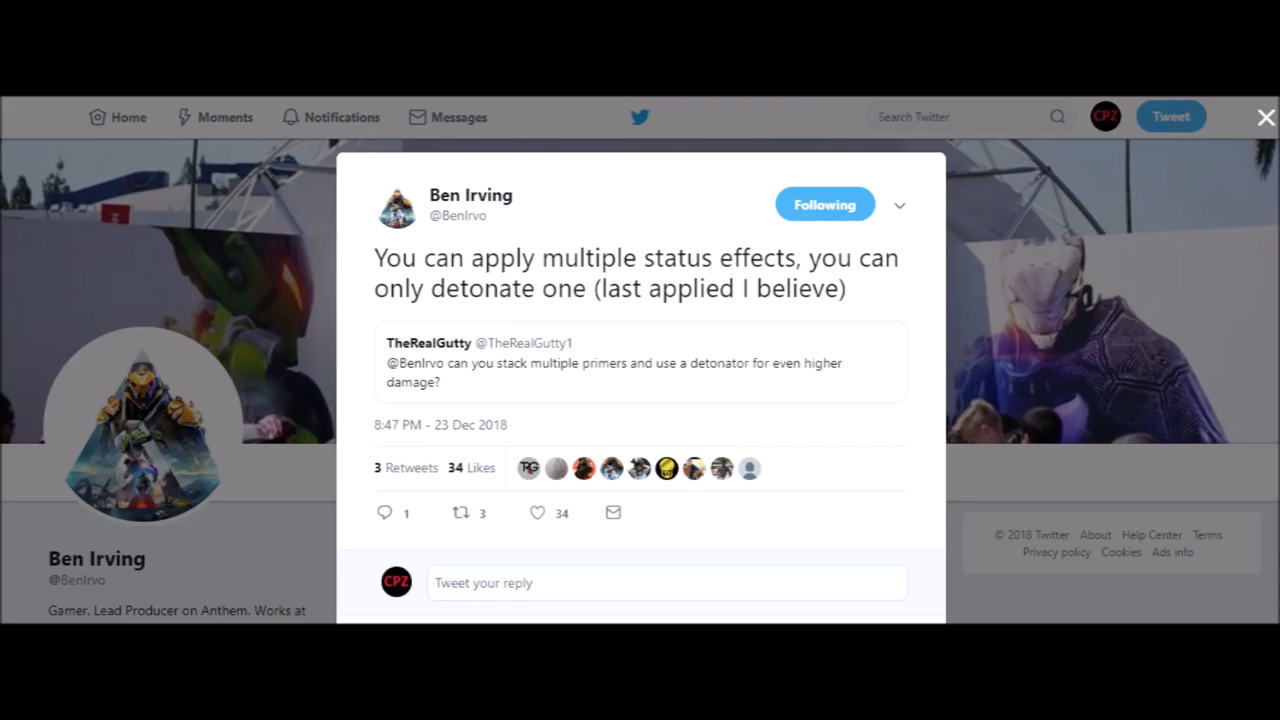 Home Moments Notifications Messages Search Twitter CPZ Tweet
Ben Irving
@BenIrvo
Following
You can apply multiple status effects, you can
only detonate one (last applied I believe)
TheRealGutty @TheRealGutty1
@BenIrvo can you stack multiple primers and use a detonator for even higher
damage?
8:47 PM - 23 Dec 2018
3 Retweets 34 Likes TRG
1 3 34
CPZ Tweet your reply
Ben Irving
@BenIrvo
Gamer. Lead Producer on Anthem. Works at
© 2018 Twitter About Help Center Terms
Privacy policy Cookies Ads info